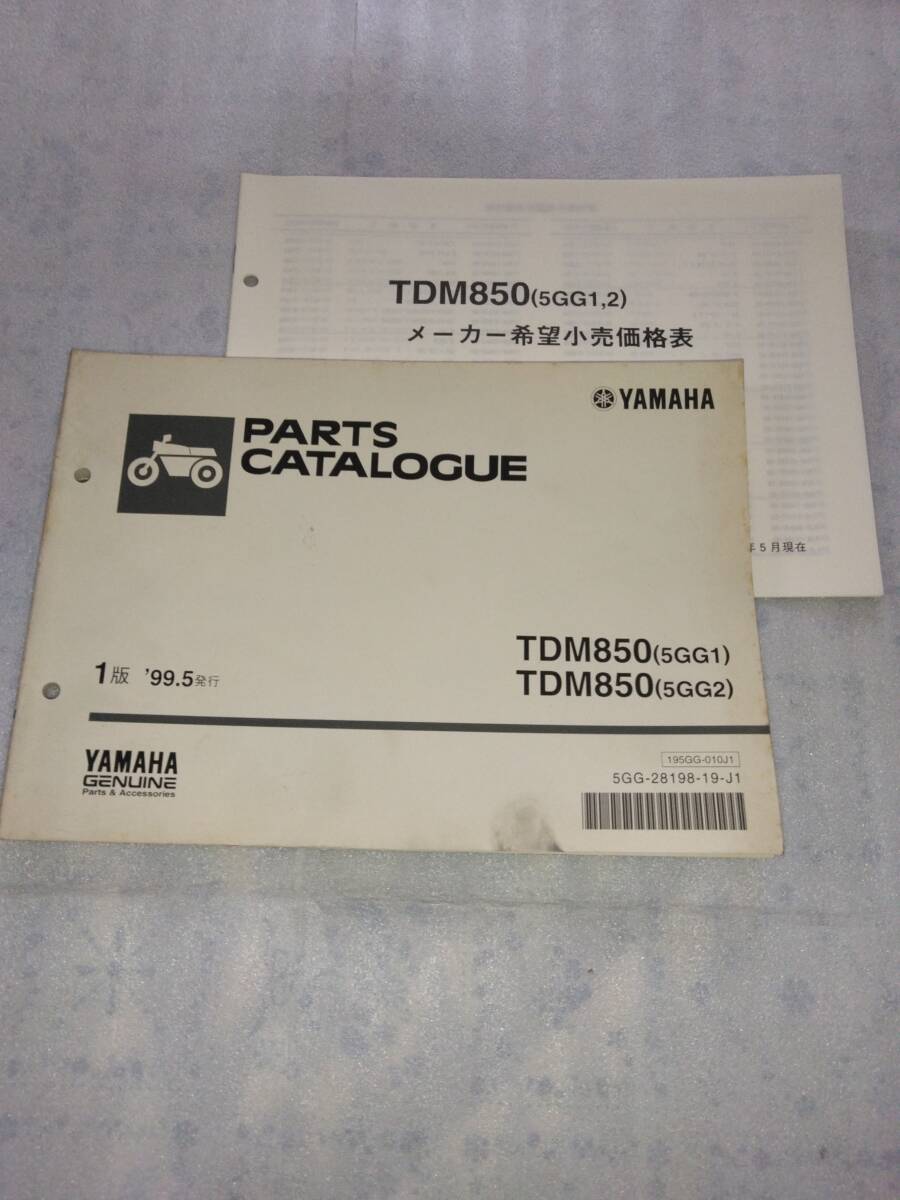 TDM850(5GG1,2)
メーカー希望小売価格表
年5月現在
YAMAHA
PARTS
CATALOGUE
TDM850(5GG1)
TDM850(5GG2)
1版 '99.5発行
YAMAHA
GENUINE
Parts & Accessories
195GG-010J1
5GG-28198-19-J1